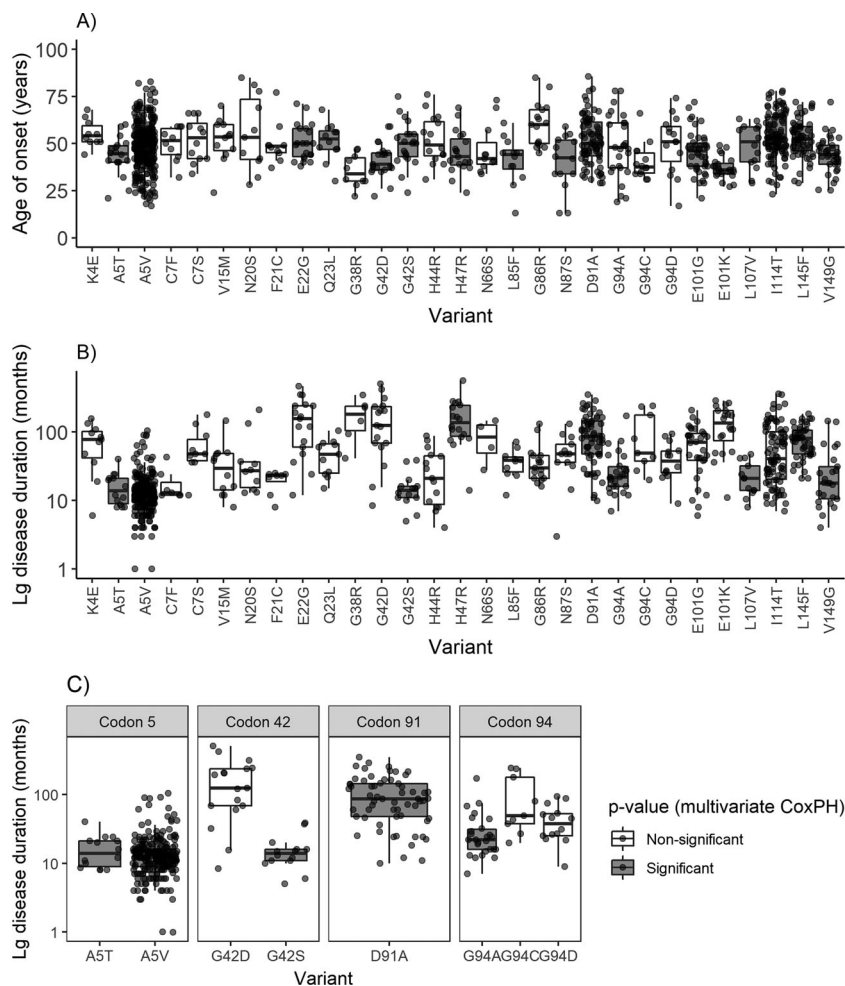 A)
Age of onset (years)
100
75
50
25
0
K4E A5T A5V C7F C7S V15M N20S F21C E22G Q23L G38R G42D G42S H44R H47R N66S L85F G86R N87S D91A G94A G94C G94D E101G E101K L107V I114T L145F V149G
Variant
B)
Lg disease duration (months)
100
10
1
K4E A5T A5V C7F C7S V15M N20S F21C E22G Q23L G38R G42D G42S H44R H47R N66S L85F G86R N87S D91A G94A G94C G94D E101G E101K L107V I114T L145F V149G
Variant
C)
Codon 5 Codon 42 Codon 91 Codon 94
Lg disease duration (months)
100
10
1
A5T A5V G42D G42S D91A G94A G94C G94D
Variant
p-value (multivariate CoxPH)
Non-significant
Significant